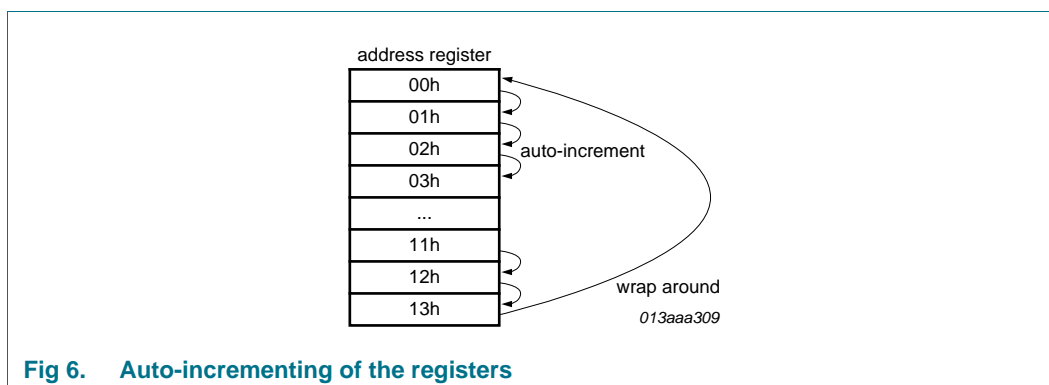 address register
00h
01h
02h
auto-increment
03h
...
11h
12h
wrap around
13h
013aaa309
Fig 6. Auto-incrementing of the registers